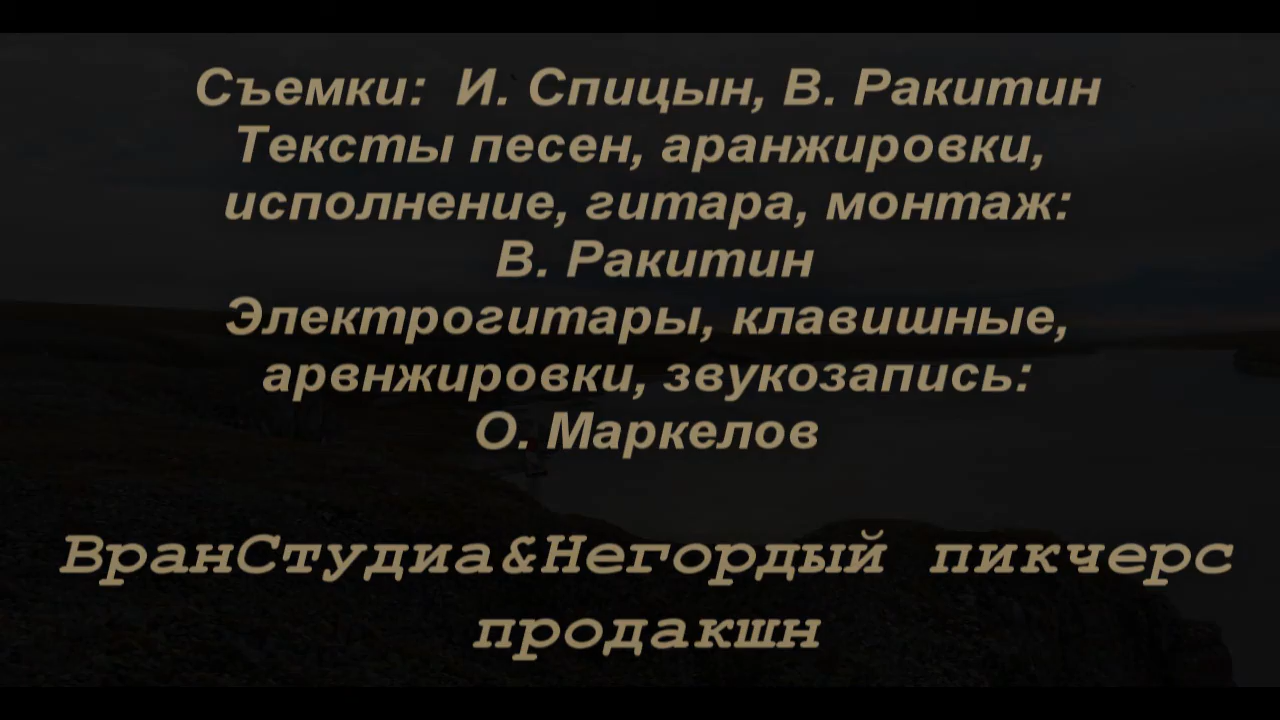 Съемки: И. Спицын, В. Ракитин
Тексты песен, аранжировки,
исполнение, гитара, монтаж:
В. Ракитин
Электрогитары, клавишные,
арвнжировки, звукозапись:
О. Маркелов
ВранСтудиа&Негордый пикчерс
продакшн